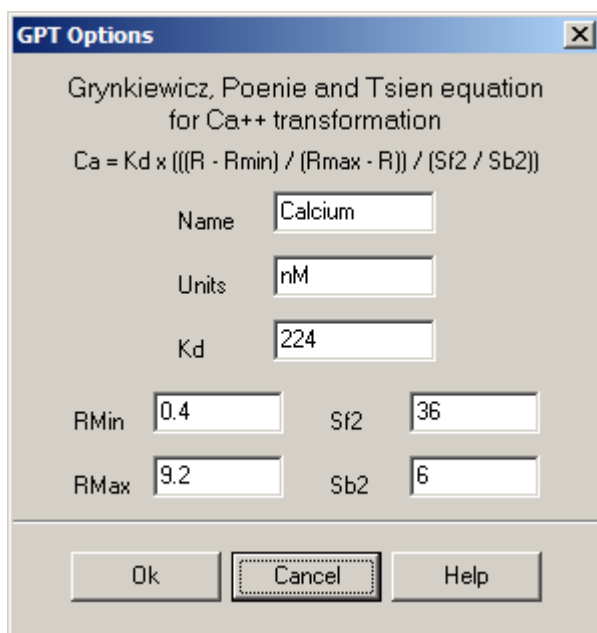 GPT Options
Grynkiewicz, Poenie and Tsien equation
for Ca++ transformation
Ca = Kd x (((R - Rmin) / (Rmax - R)) / (Sf2 / Sb2))
Name Calcium
Units nM
Kd 224
RMin 0.4 Sf2 36
RMax 9.2 Sb2 6
Ok Cancel Help